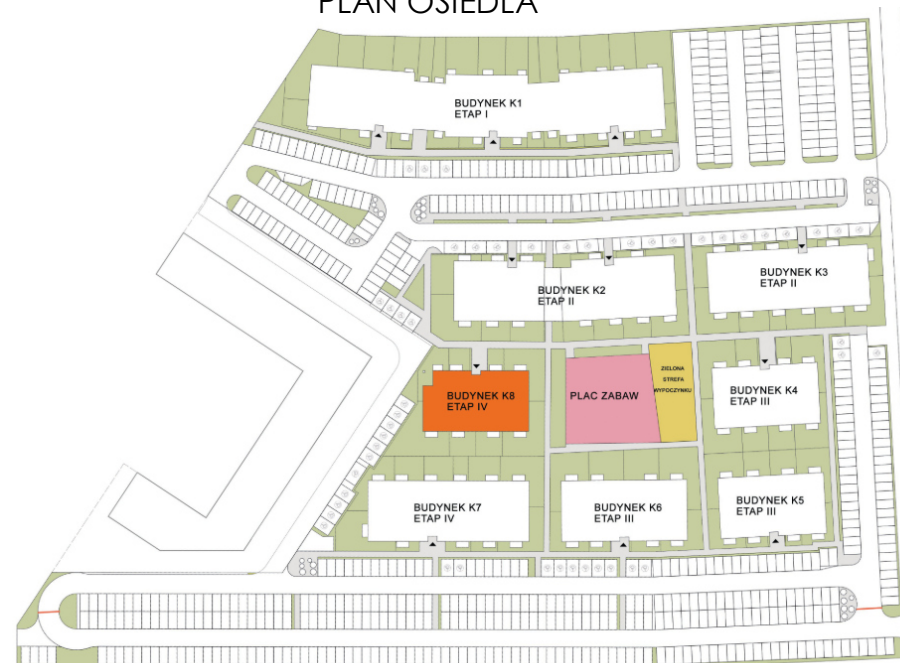 PLAN OSIEDLA
BUDYNEK K1
ETAP I
BUDYNEK K2
ETAP II
BUDYNEK K3
ETAP II
BUDYNEK K8
ETAP IV
PLAC ZABAW
ZIELONA
STREFA
WYPOCZYNKU
BUDYNEK K4
ETAP III
BUDYNEK K7
ETAP IV
BUDYNEK K6
ETAP III
BUDYNEK K5
ETAP III